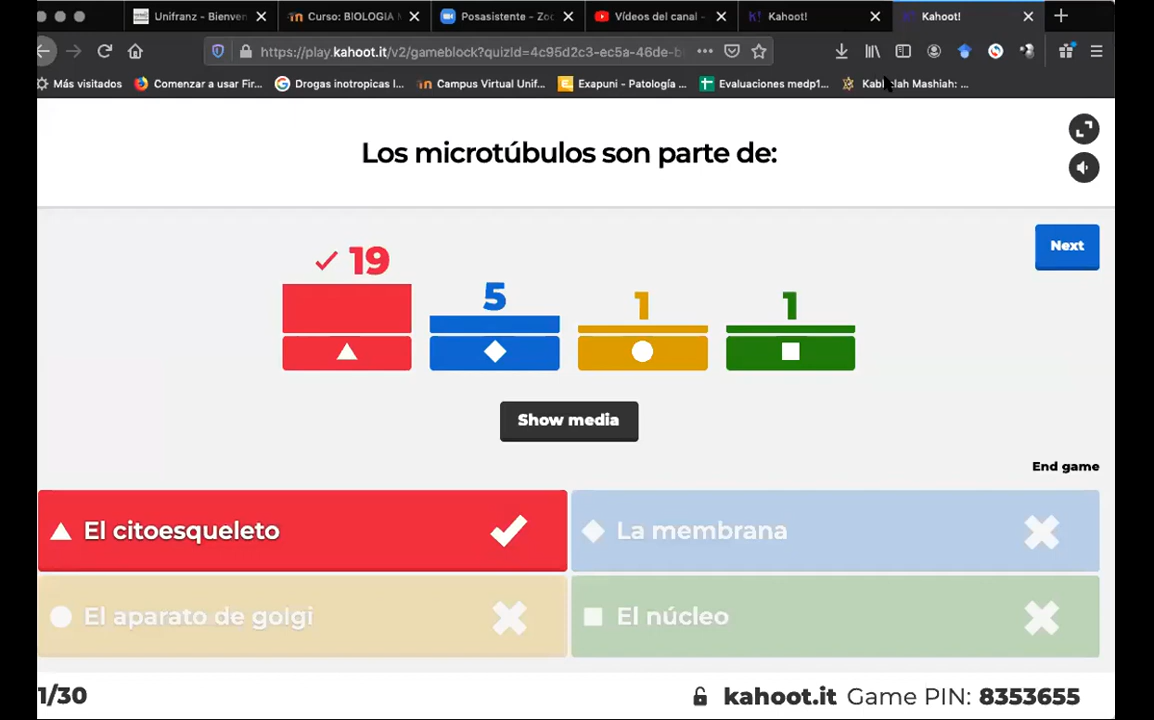 Unifranz - Bienven
Curso: BIOLOGIA M
Posasistente - Zoo
Vídeos del canal -
Kahoot!
Kahoot!
https://play.kahoot.it/v2/gameblock?quizId=4c95d2c3-ec5a-46de-b
Más visitados
Comenzar a usar Fir...
Drogas inotropicas I...
Campus Virtual Unif...
Exapuni - Patología ...
Evaluaciones medp1...
Mashiah: ...
Los microtúbulos son parte de:
Next
19
5
1
1
Show media
End game
El citoesqueleto
La membrana
El aparato de golgi
El núcleo
1/30
kahoot.it Game PIN: 8353655